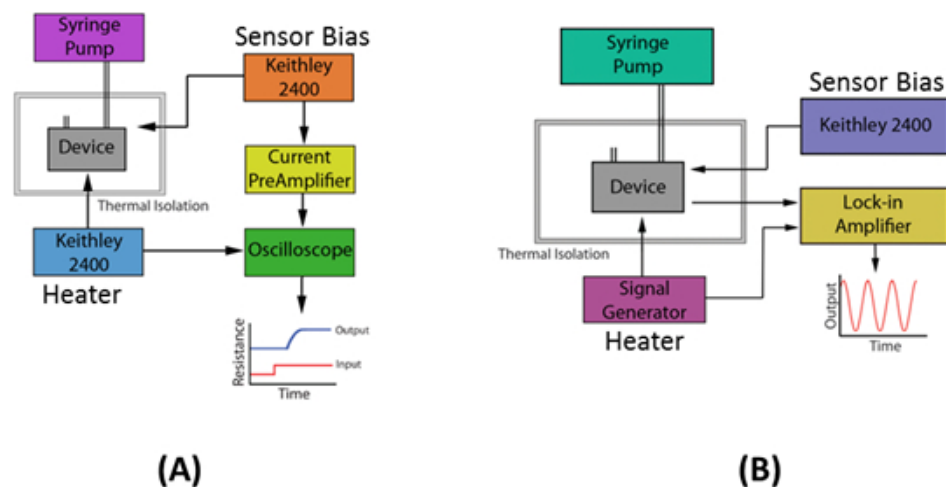 Syringe
Pump
Sensor Bias
Keithley
2400
Device
Current
PreAmplifier
Thermal Isolation
Keithley
2400
Oscilloscope
Heater
Resistance
Output
Input
Time
(A)
Syringe
Pump
Sensor Bias
Keithley 2400
Device
Lock-in
Amplifier
Thermal Isolation
Signal
Generator
Heater
Output
Time
(B)